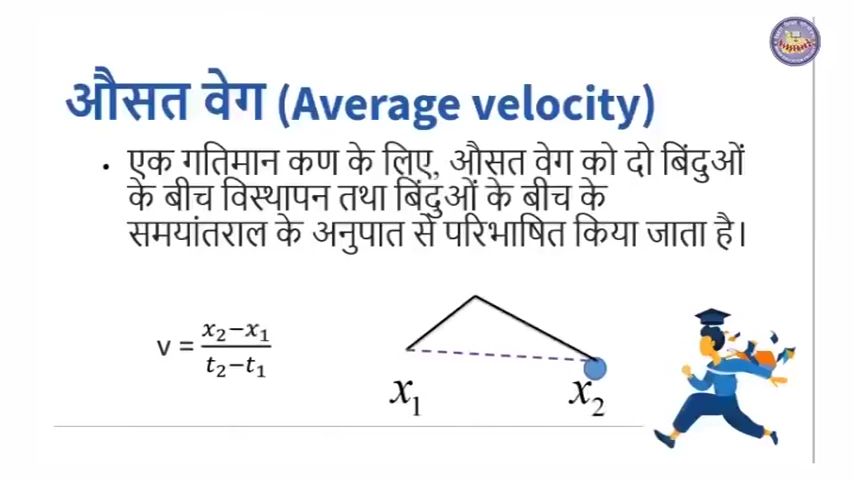 औसत वेग (Average velocity)
• एक गतिमान कण के लिए, औसत वेग को दो बिंदुओं
के बीच विस्थापन तथा बिंदुओं के बीच के
समयांतराल के अनुपात से परिभाषित किया जाता है।
v = \frac{x₂−x₁}{t₂−t₁}
x₁ x₂